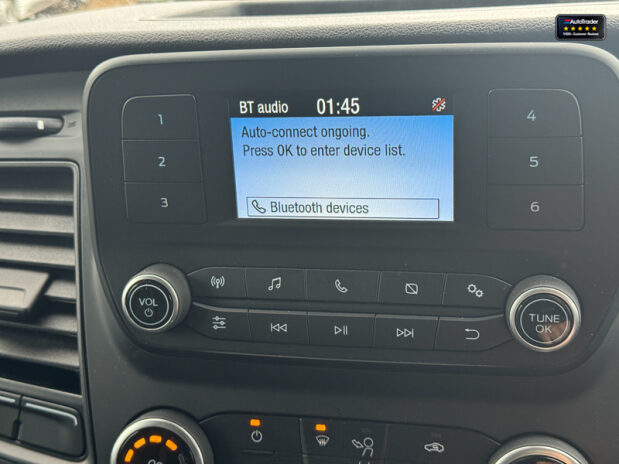 AutoTrader
BT audio 01:45
Auto-connect ongoing.
Press OK to enter device list.
Bluetooth devices
1
2
3
4
5
6
VOL
TUNE
OK